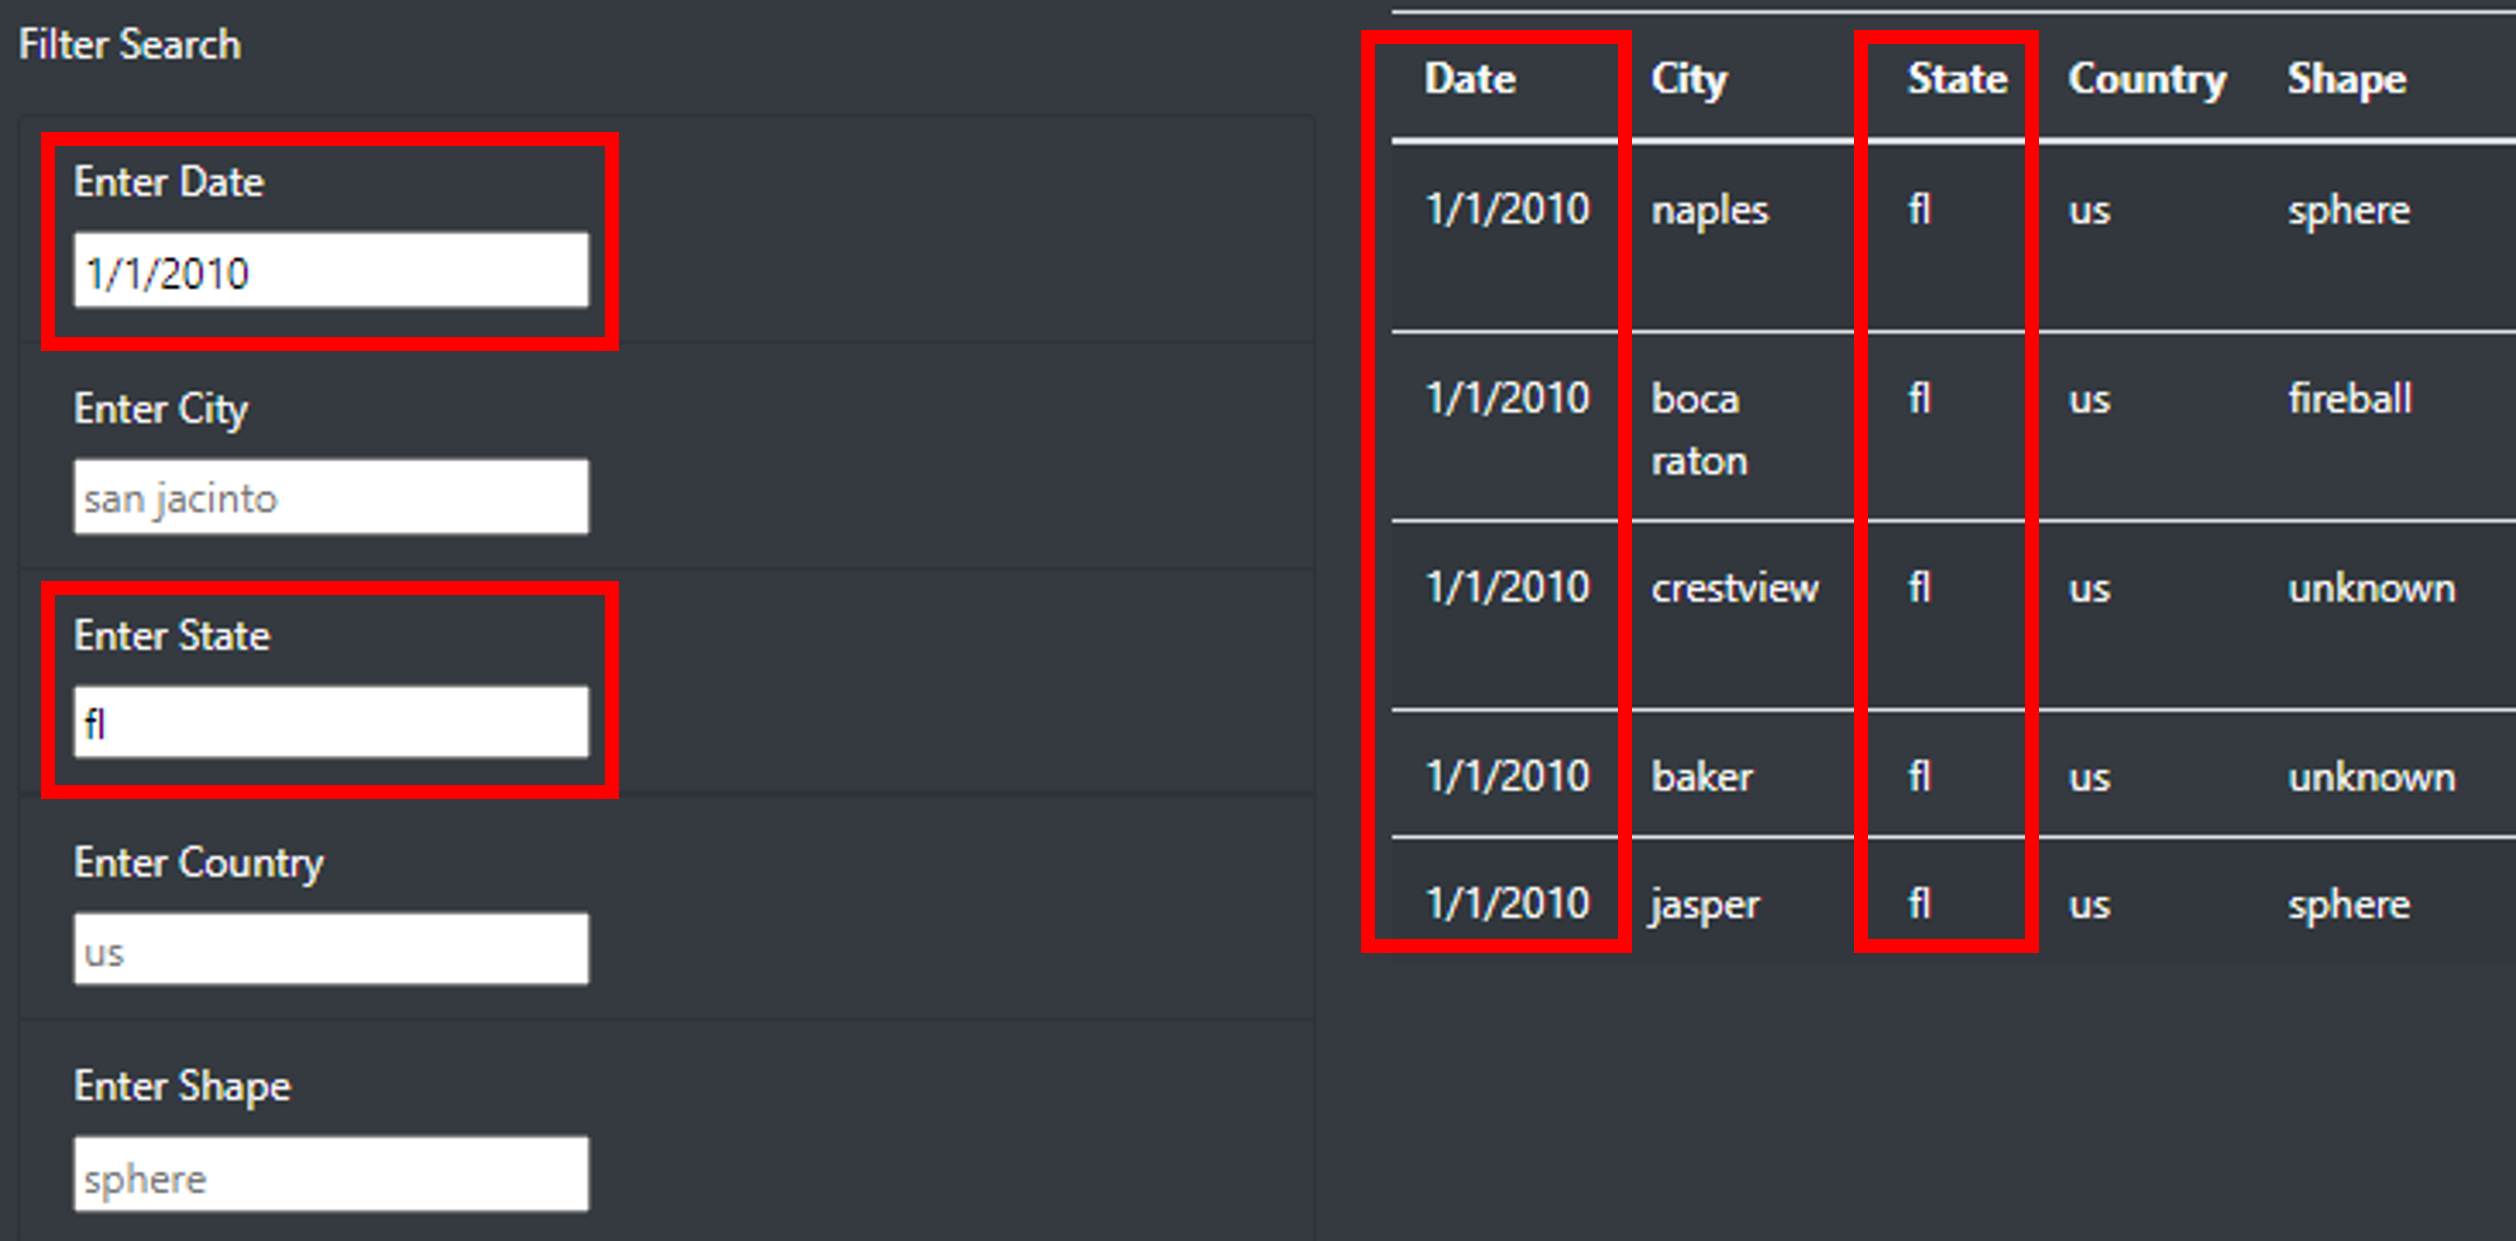 Filter Search
Enter Date
1/1/2010
Enter City
san jacinto
Enter State
fl
Enter Country
us
Enter Shape
sphere
Date City State Country Shape
1/1/2010 naples fl us sphere
1/1/2010 boca fl us fireball
raton
1/1/2010 crestview fl us unknown
1/1/2010 baker fl us unknown
1/1/2010 jasper fl us sphere